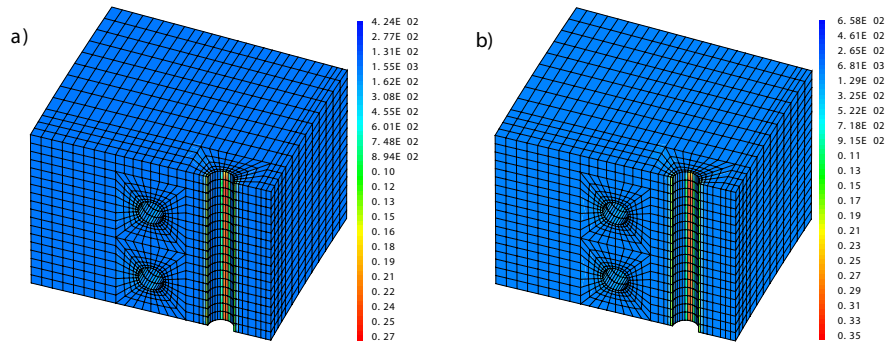 a)
4.24E 02
2.77E 02
1.31E 02
1.55E 03
1.62E 02
3.08E 02
4.55E 02
6.01E 02
7.48E 02
8.94E 02
0.10
0.12
0.13
0.15
0.16
0.18
0.19
0.21
0.22
0.24
0.25
0.27
b)
6.58E 02
4.61E 02
2.65E 02
6.81E 03
1.29E 02
3.25E 02
5.22E 02
7.18E 02
9.15E 02
0.11
0.13
0.15
0.17
0.19
0.21
0.23
0.25
0.27
0.29
0.31
0.33
0.35